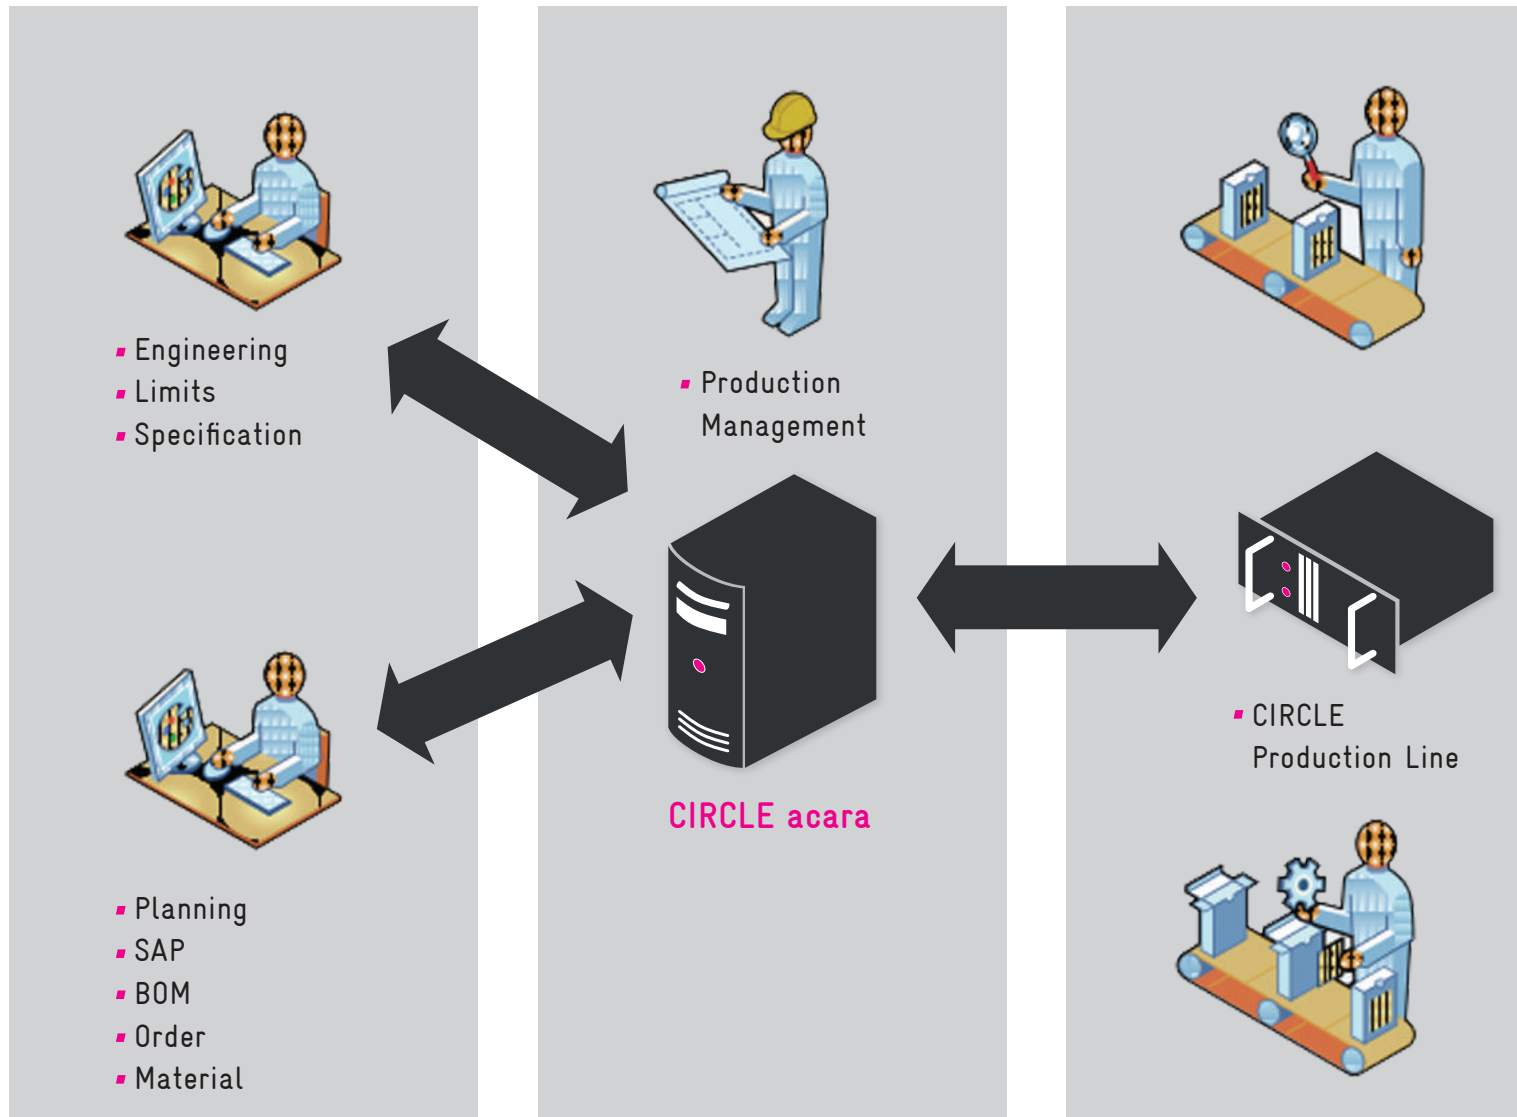 Engineering
Limits
Specification
Production
Management
CIRCLE acara
CIRCLE
Production Line
Planning
SAP
BOM
Order
Material